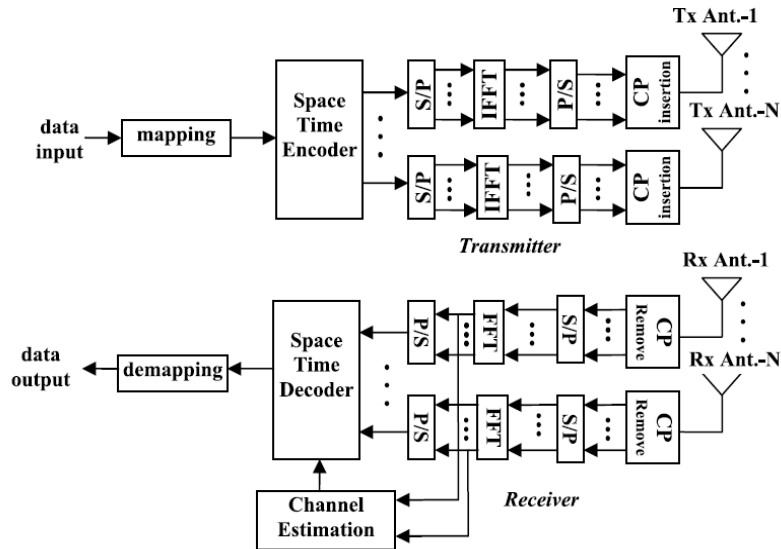 Tx Ant.-1
Tx Ant.-N
data
input
mapping
Space
Time
Encoder
S/P
IFFT
P/S
CP
insertion
S/P
IFFT
P/S
CP
insertion
Transmitter
Rx Ant.-1
Rx Ant.-N
data
output
demapping
Space
Time
Decoder
P/S
FFT
S/P
CP
Remove
P/S
FFT
S/P
CP
Remove
Channel
Estimation
Receiver